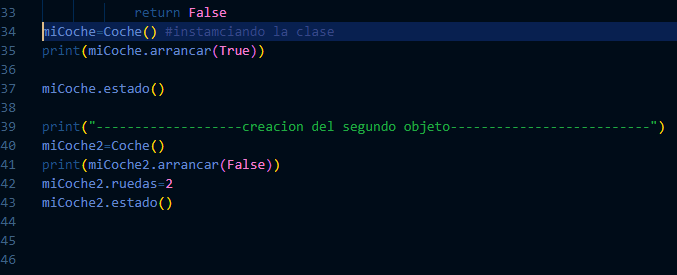 33 return False
34 miCoche=Coche() #instamciando la clase
35 print(miCoche.arrancar(True))
36
37 miCoche.estado()
38
39 print("-------------------creacion del segundo objeto--------------------------")
40 miCoche2=Coche()
41 print(miCoche2.arrancar(False))
42 miCoche2.ruedas=2
43 miCoche2.estado()
44
45
46